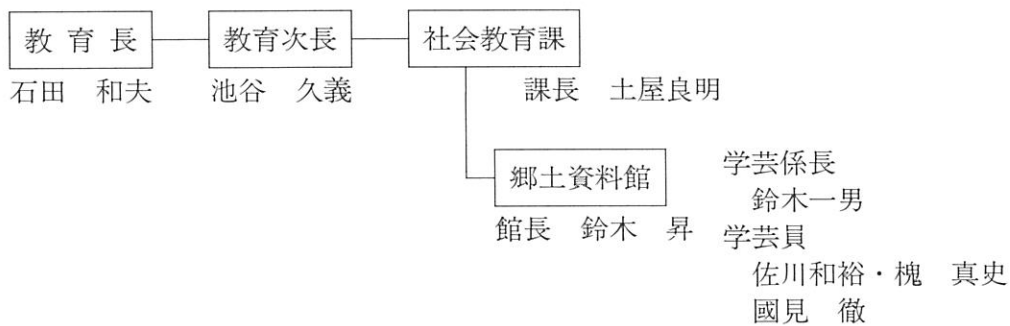 教育長 教育次長 社会教育課
石田 和夫 池谷 久義 課長 土屋良明
郷土資料館
館長 鈴木 昇
学芸係長
鈴木一男
学芸員
佐川和裕・槐 真史
國見 徹